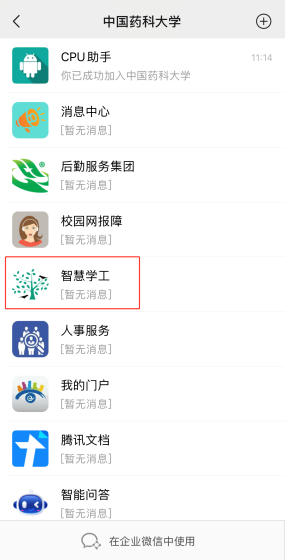 中国药科大学
CPU助手
11:14
你已成功加入中国药科大学
消息中心
[暂无消息]
后勤服务集团
[暂无消息]
校园网报障
[暂无消息]
智慧学工
[暂无消息]
人事服务
[暂无消息]
我的门户
[暂无消息]
腾讯文档
[暂无消息]
智能问答
[暂无消息]
在企业微信中使用